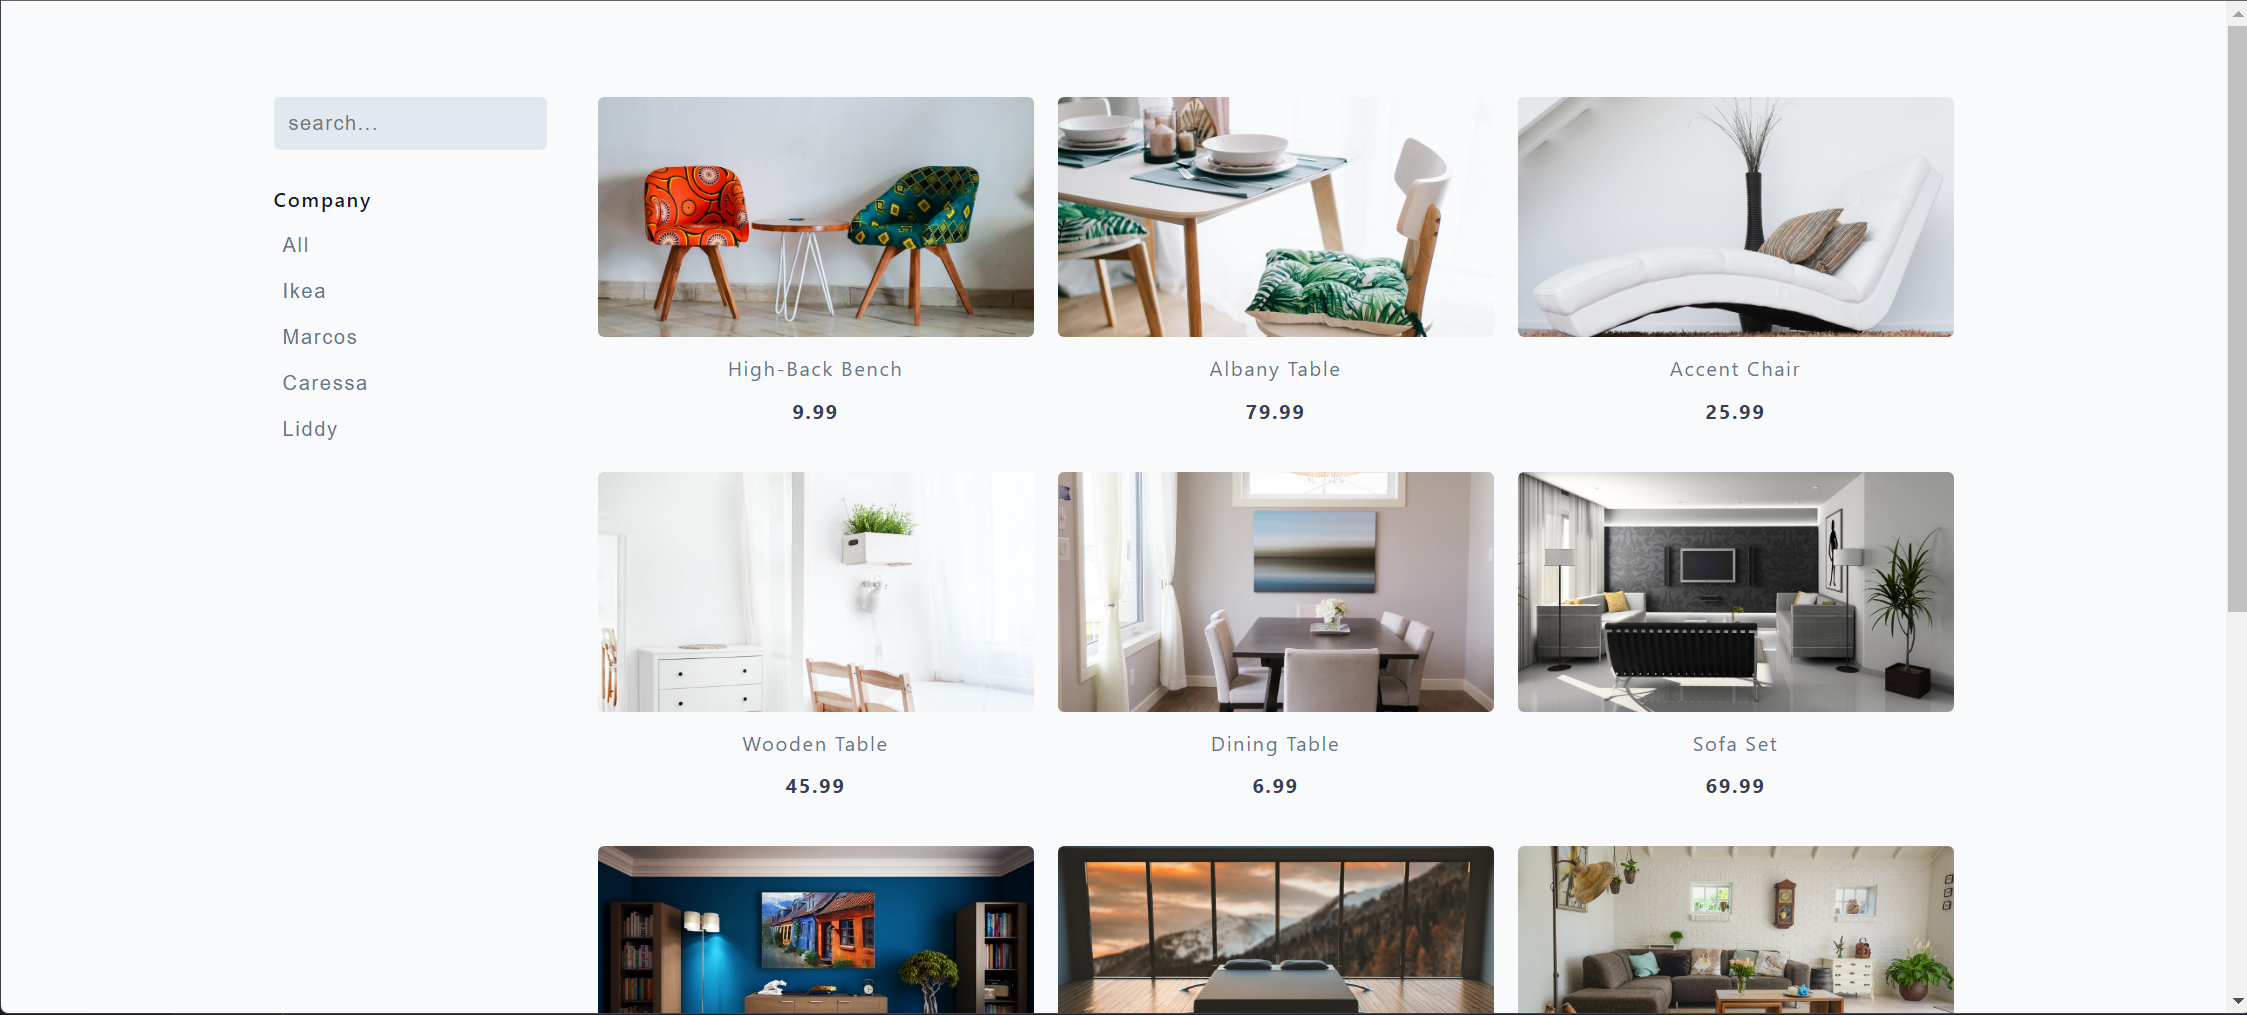 search...
Company
All
Ikea
Marcos
Caressa
Liddy
High-Back Bench
9.99
Albany Table
79.99
Accent Chair
25.99
Wooden Table
45.99
Dining Table
6.99
Sofa Set
69.99